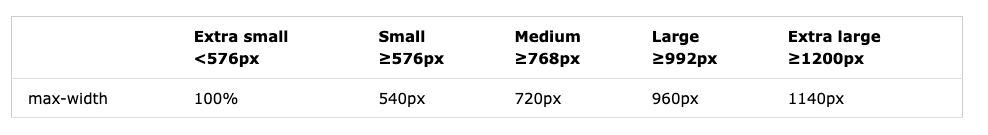 Extra small Small Medium Large Extra large
<576px ≥576px ≥768px ≥992px ≥1200px
max-width 100% 540px 720px 960px 1140px